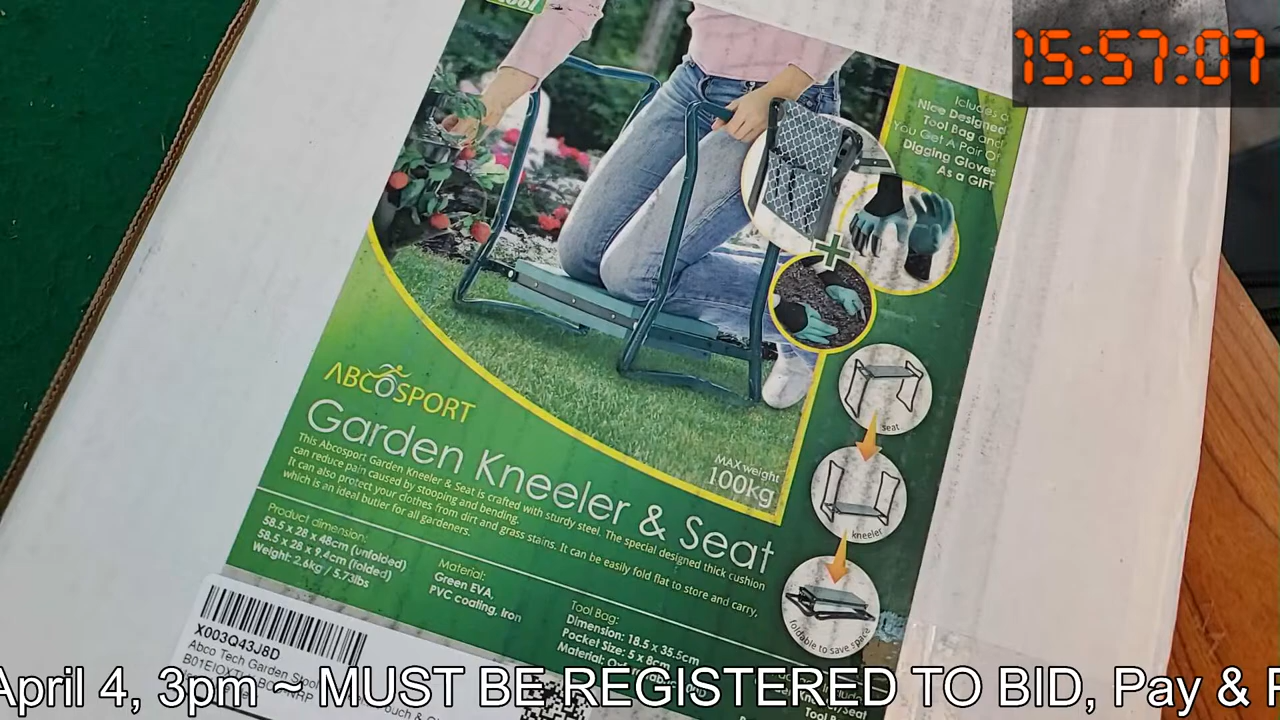 15:57:07
Nice Designed
Tool Bag and
You Get A Pair Of
Digging Gloves
As a GIFT
ABCOSPORT
Garden Kneeler & Seat
This Abcosport Garden Kneeler & Seat is crafted with sturdy steel. The special designed thick cushion
can reduce pain caused by stooping and bending.
It can also protect your clothes from dirt and grass stains. It can be easily fold flat to store and carry,
which is an ideal butler for all gardeners.
MAX weight
100kg
seat
kneeler
foldable to save space
Product dimension:
58.5 x 28 x 48cm (unfolded)
58.5 x 28 x 9.4cm (folded)
Weight: 2.6kg / 5.73lbs
Material:
Green EVA,
PVC coating, Iron
Tool Bag:
Dimension: 18.5 x 35.5cm
Pocket Size: 5 x 8cm
Material:
X003Q43J8D
Abco Tech Garden
April 4, 3pm ~ MUST BE REGISTERED TO BID, Pay &